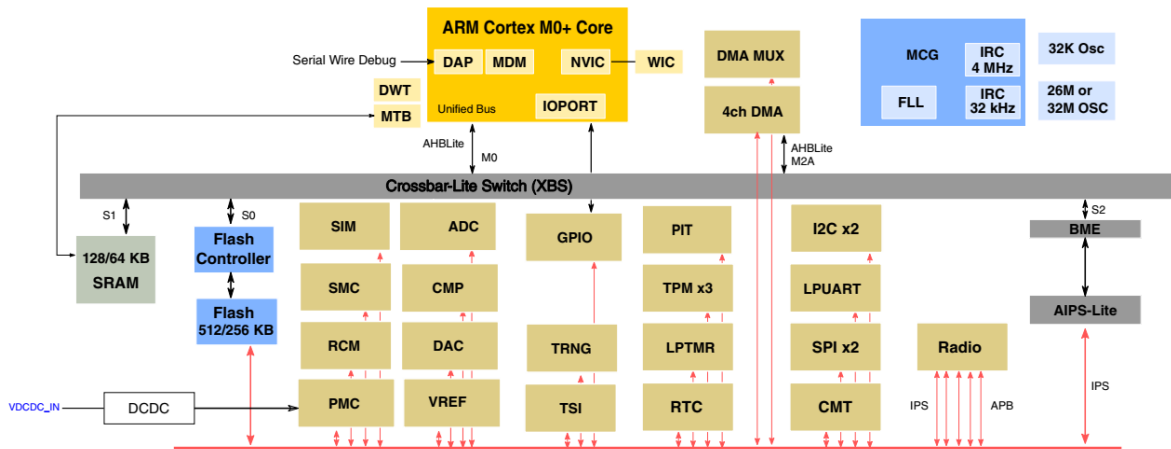 ARM Cortex M0+ Core
Serial Wire Debug
DAP
MDM
NVIC
WIC
DWT
MTB
Unified Bus
IOPORT
DMA MUX
4ch DMA
MCG
IRC
4 MHz
FLL
IRC
32 kHz
32K Osc
26M or
32M OSC
AHBLite
M0
AHBLite
M2A
Crossbar-Lite Switch (XBS)
S1
S0
S2
128/64 KB
SRAM
Flash
Controller
Flash
512/256 KB
SIM
SMC
RCM
PMC
ADC
CMP
DAC
VREF
GPIO
TRNG
TSI
PIT
TPM x3
LPTMR
RTC
I2C x2
LPUART
SPI x2
CMT
Radio
IPS
APB
BME
AIPS-Lite
IPS
VDCDC_IN
DCDC